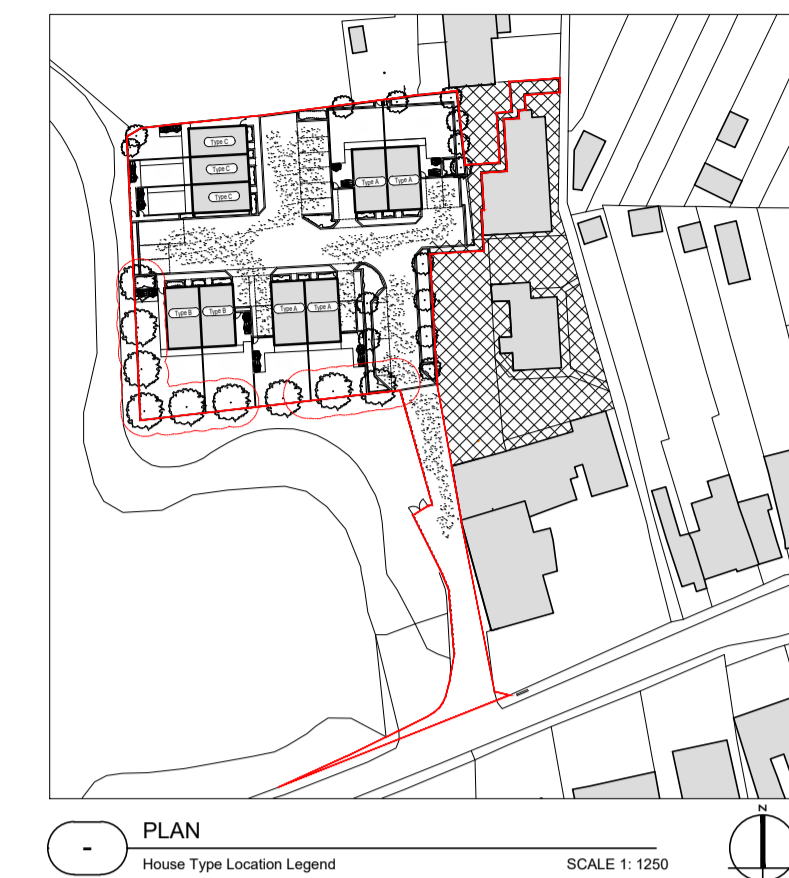 Type C
Type C
Type C
Type A Type A
Type B Type B
Type A Type A
-
PLAN
House Type Location Legend SCALE 1: 1250
N